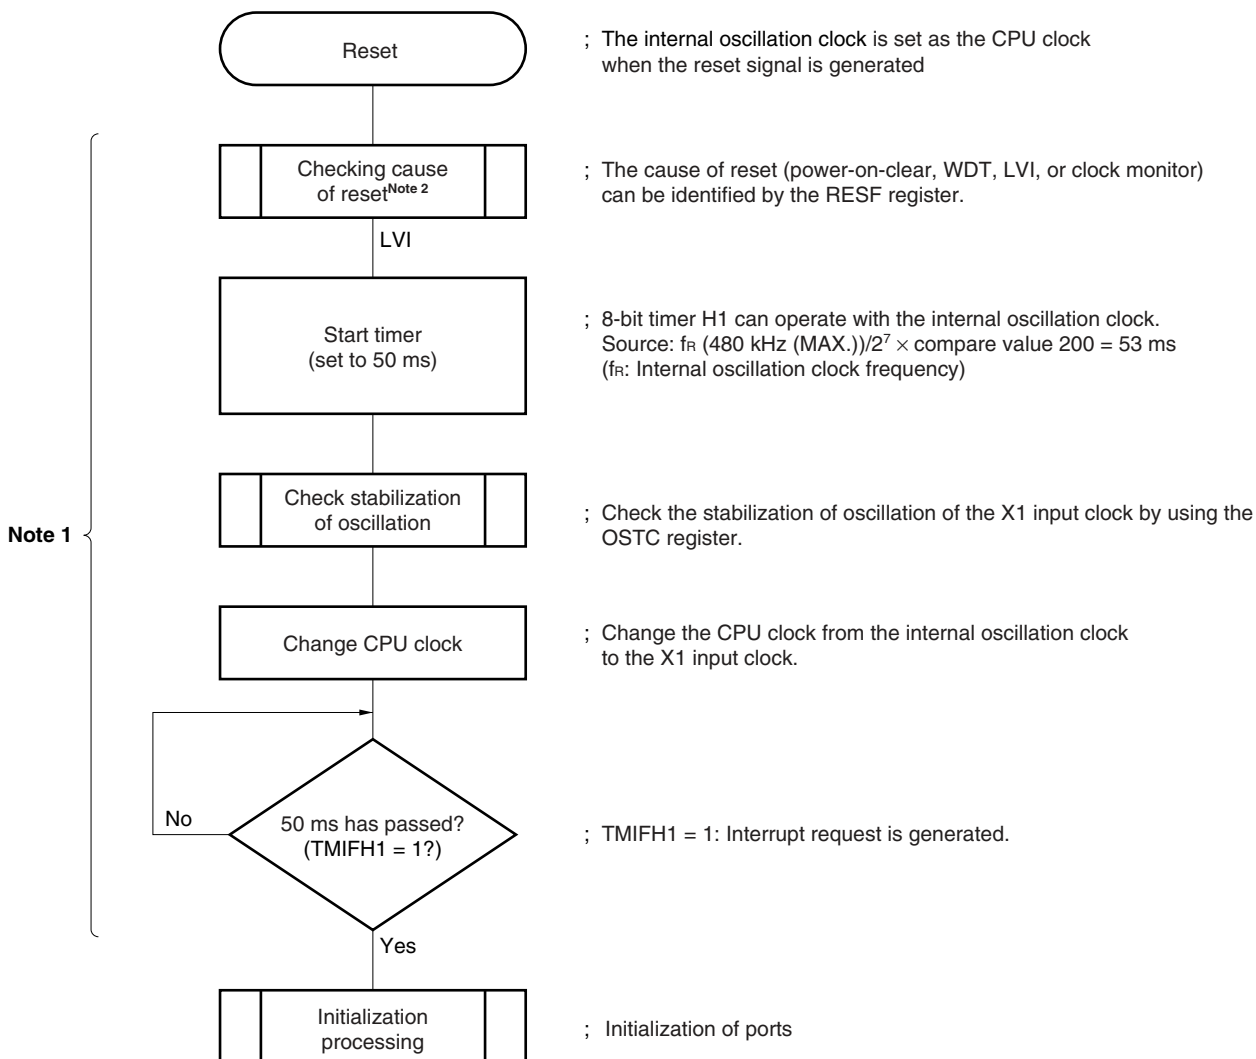 Reset
; The internal oscillation clock is set as the CPU clock
when the reset signal is generated
Checking cause
of reset Note 2
; The cause of reset (power-on-clear, WDT, LVI, or clock monitor)
can be identified by the RESF register.
LVI
Start timer
(set to 50 ms)
; 8-bit timer H1 can operate with the internal oscillation clock.
Source: fR (480 kHz (MAX.))/2⁷ × compare value 200 = 53 ms
(fR: Internal oscillation clock frequency)
Note 1
Check stabilization
of oscillation
; Check the stabilization of oscillation of the X1 input clock by using the
OSTC register.
Change CPU clock
; Change the CPU clock from the internal oscillation clock
to the X1 input clock.
No
50 ms has passed?
(TMIFH1 = 1?)
; TMIFH1 = 1: Interrupt request is generated.
Yes
Initialization
processing
; Initialization of ports